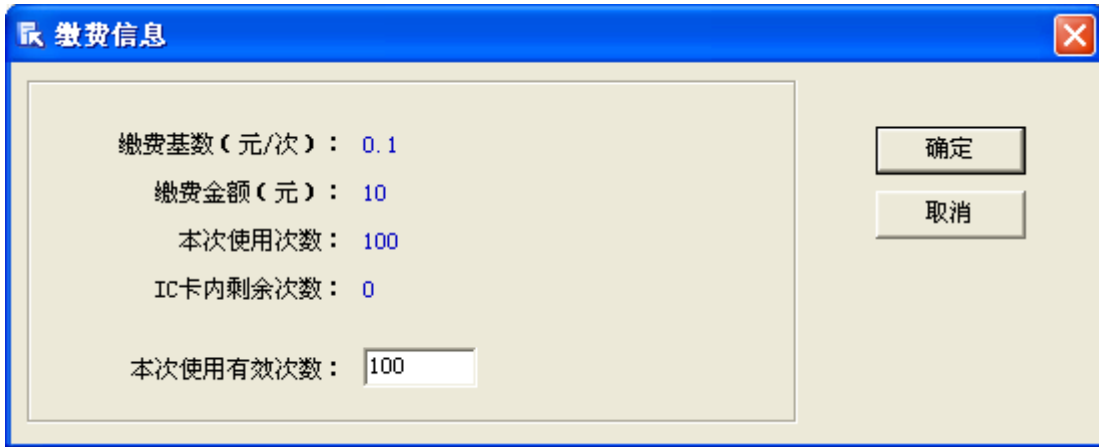 缴费信息
缴费基数(元/次): 0.1
确定
缴费金额(元): 10
取消
本次使用次数: 100
IC卡内剩余次数: 0
本次使用有效次数: 100